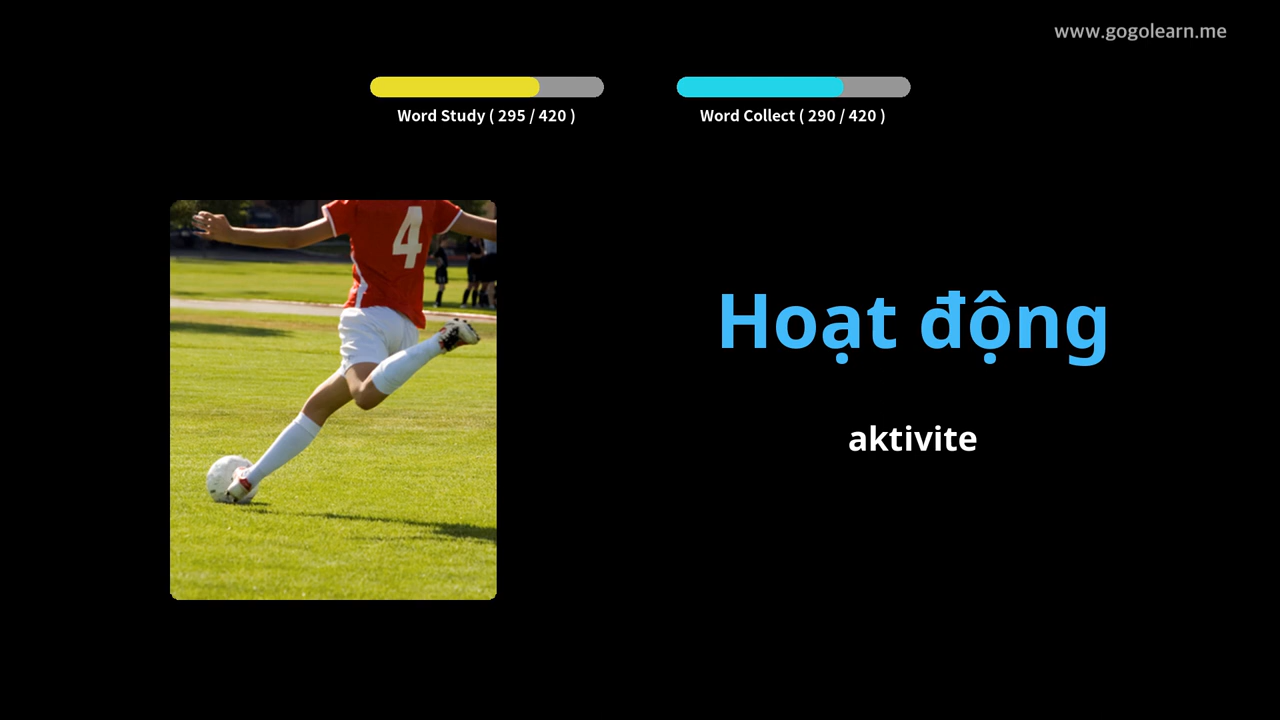 www.gogolearn.me
Word Study ( 295 / 420 )
Word Collect ( 290 / 420 )
4
Hoạt động
aktivite